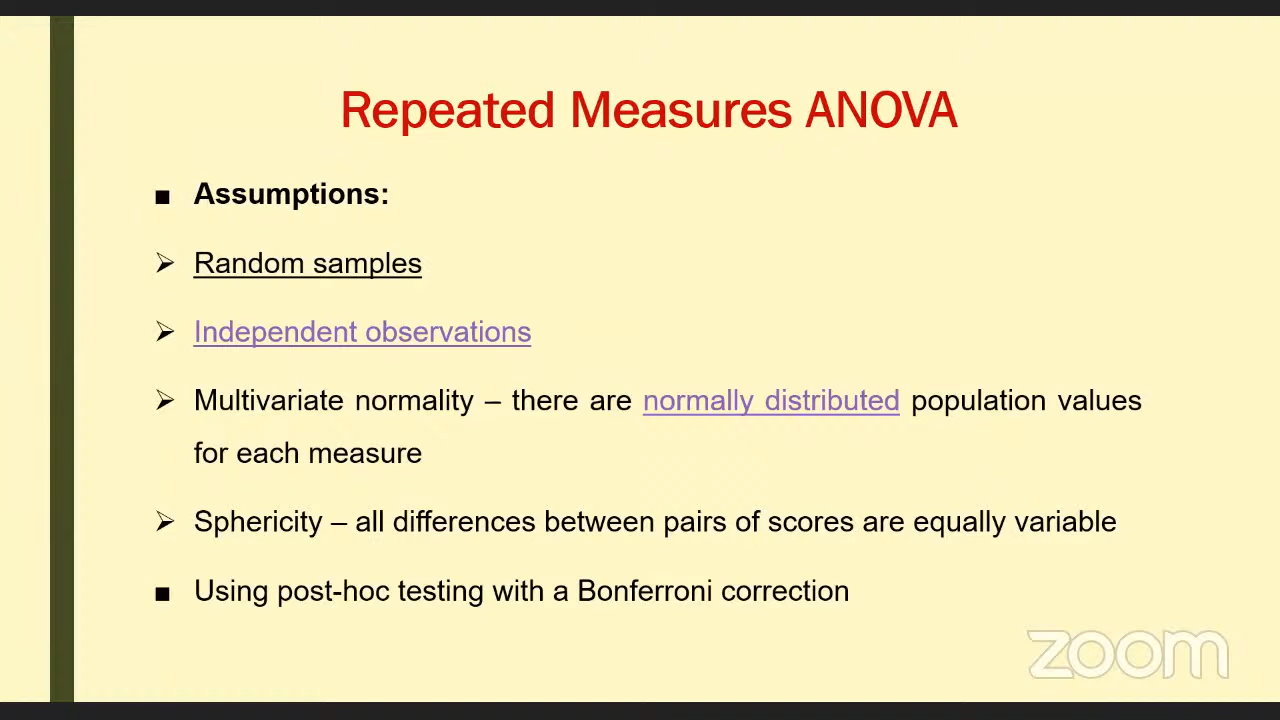 Repeated Measures ANOVA
■ Assumptions:
➢ Random samples
➢ Independent observations
➢ Multivariate normality – there are normally distributed population values
for each measure
➢ Sphericity – all differences between pairs of scores are equally variable
■ Using post-hoc testing with a Bonferroni correction
zoom